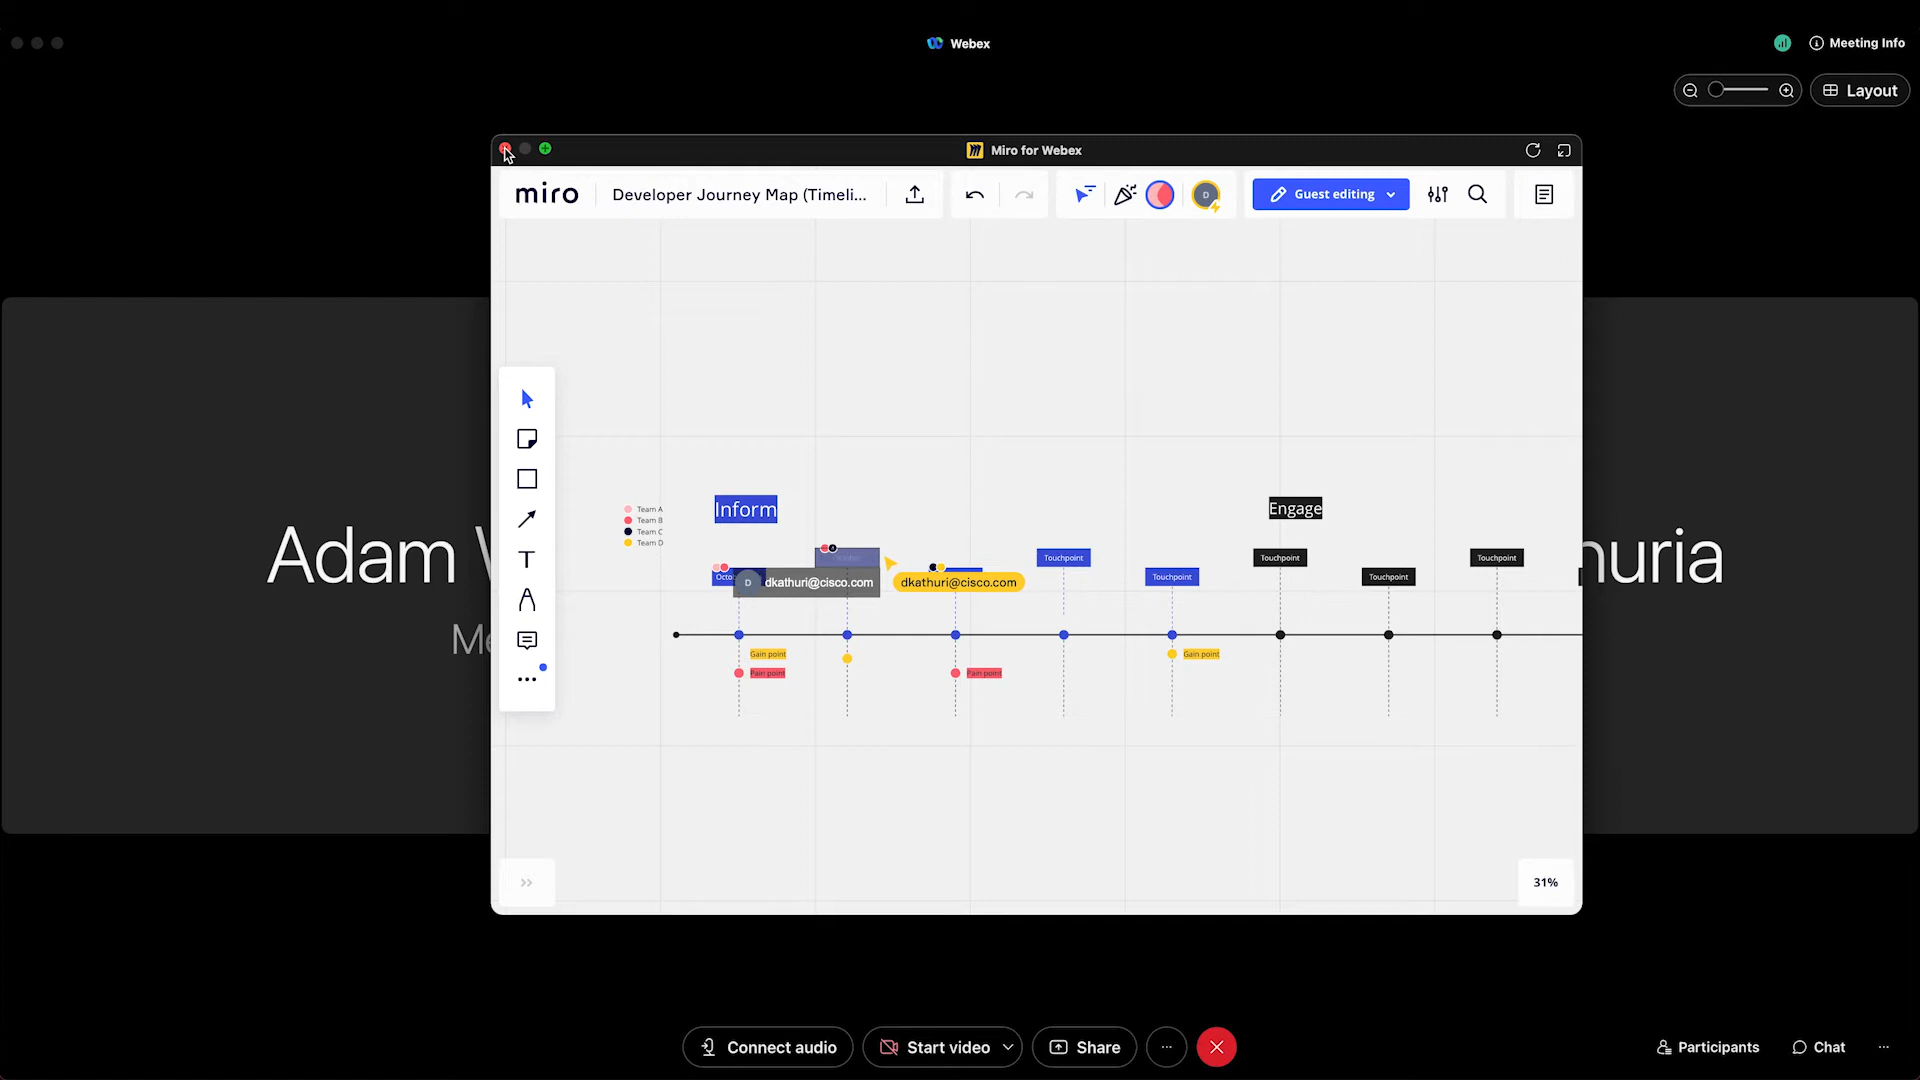 Webex
Meeting Info
Layout
Miro for Webex
miro
Developer Journey Map (Timeli...
D
Guest editing
Inform
Engage
Team A
Team B
Team C
Team D
Touchpoint
Touchpoint
Touchpoint
Touchpoint
Touchpoint
D dkathuri@cisco.com
dkathuri@cisco.com
Gain point
Pain point
Pain point
Gain point
Adam
huria
31%
Connect audio
Start video
Share
Participants
Chat